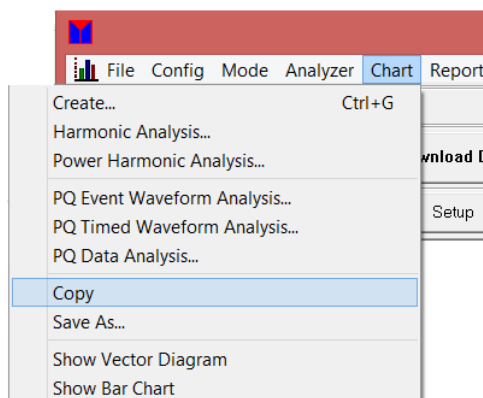 File Config Mode Analyzer Chart Report
Create... Ctrl+G
Harmonic Analysis...
Power Harmonic Analysis...
PQ Event Waveform Analysis...
PQ Timed Waveform Analysis...
PQ Data Analysis...
Copy
Save As...
Show Vector Diagram
Show Bar Chart
wnload D
Setup